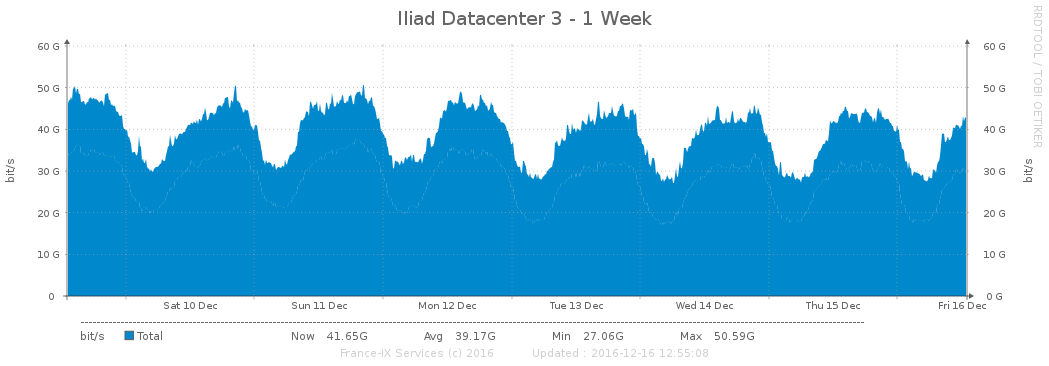 Iliad Datacenter 3 - 1 Week
RRDTOOL / TOBI OETIKER
60 G 60 G
50 G 50 G
40 G 40 G
30 G 30 G
20 G 20 G
10 G 10 G
0 0 G
bit/s bit/s
Sat 10 Dec Sun 11 Dec Mon 12 Dec Tue 13 Dec Wed 14 Dec Thu 15 Dec Fri 16 Dec
bit/s Total Now 41.65G Avg 39.17G Min 27.06G Max 50.59G
France-IX Services (c) 2016 Updated : 2016-12-16 12:55:08